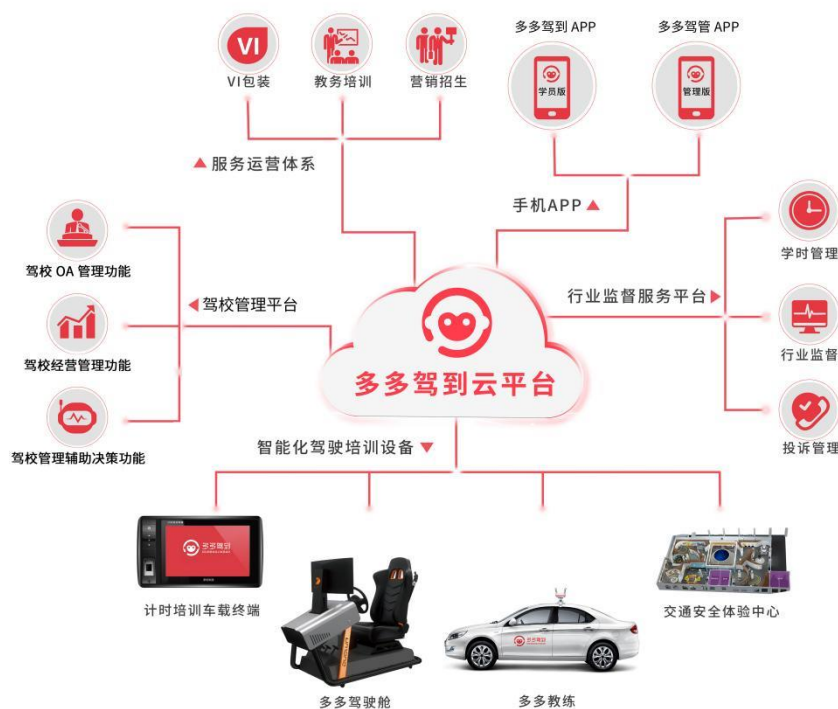 多多驾到 APP
多多驾管 APP
VI
学员版
管理版
VI包装
教务培训
营销招生
服务运营体系
手机APP
学时管理
驾校 OA 管理功能
驾校管理平台
行业监督服务平台
驾校经营管理功能
行业监督
多多驾到云平台
驾校管理辅助决策功能
智能化驾驶培训设备
投诉管理
多多驾到
计时培训车载终端
交通安全体验中心
多多驾到
多多驾驶舱
多多教练